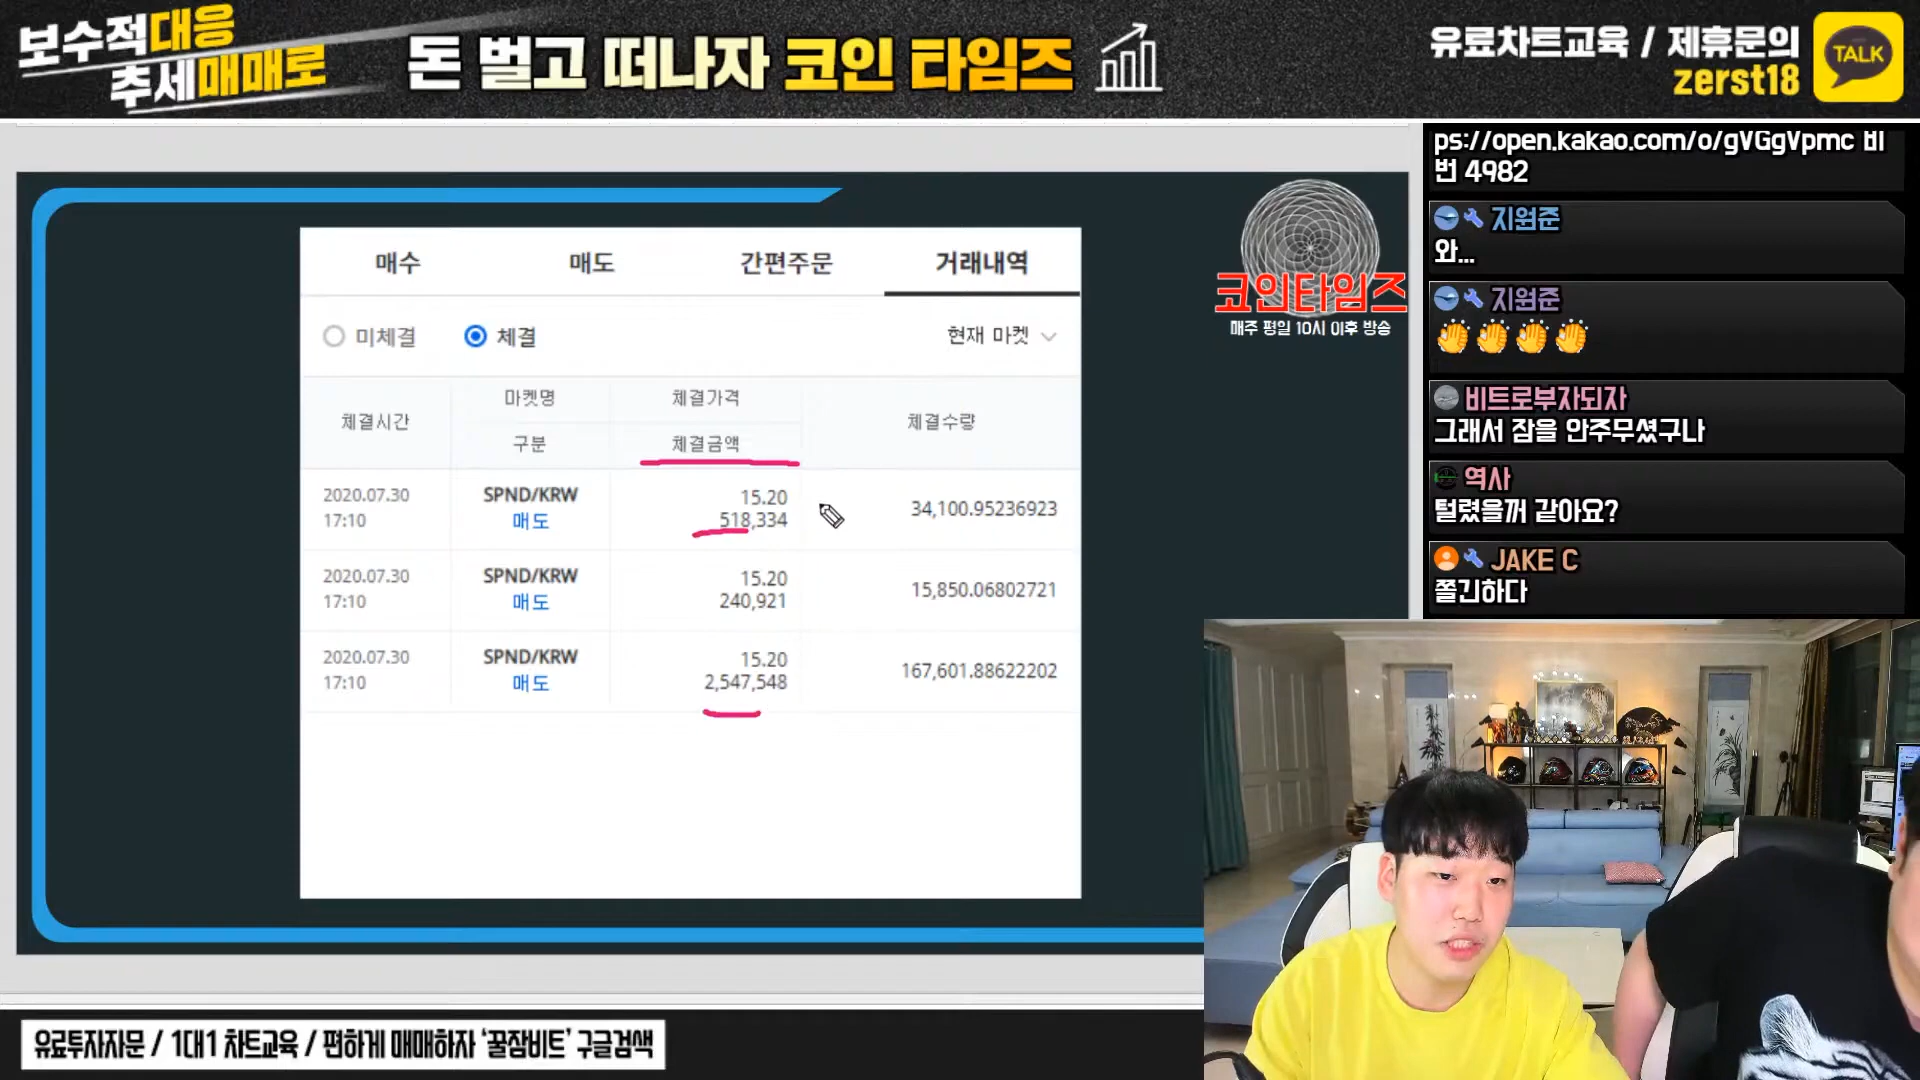 보수적대응
추세매매로
돈 벌고 떠나자 코인 타임즈
유료차트교육 / 제휴문의
zerst18
TALK
ps://open.kakao.com/o/gVGgVpmc 비
번 4982
지원준
와...
지원준
👏👏👏👏
비트로부자되자
그래서 잠을 안주무셨구나
역사
털렸을꺼 같아요?
JAKE C
쫄긴하다
코인타임즈
매주 평일 10시 이후 방송
매수 매도 간편주문 거래내역
미체결 체결 현재 마켓
체결시간 마켓명 체결가격 체결수량
구분 체결금액
2020.07.30 SPND/KRW 15.20 34,100.95236923
17:10 매도 518,334
2020.07.30 SPND/KRW 15.20 15,850.06802721
17:10 매도 240,921
2020.07.30 SPND/KRW 15.20 167,601.88622202
17:10 매도 2,547,548
유료투자자문 / 1대1 차트교육 / 편하게 매매하자 '꿀잠비트' 구글검색